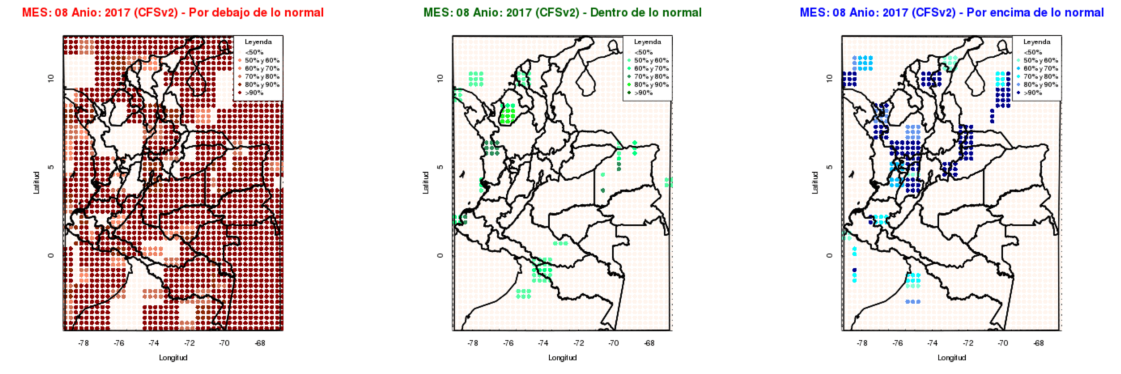 MES: 08 Anio: 2017 (CFSv2) - Por debajo de lo normal
Leyenda
<50%
50% y 60%
60% y 70%
70% y 80%
80% y 90%
>90%
10
5
0
Latitud
-78 -76 -74 -72 -70 -68
Longitud
MES: 08 Anio: 2017 (CFSv2) - Dentro de lo normal
Leyenda
<50%
50% y 60%
60% y 70%
70% y 80%
80% y 90%
>90%
10
5
0
Latitud
-78 -76 -74 -72 -70 -68
Longitud
MES: 08 Anio: 2017 (CFSv2) - Por encima de lo normal
Leyenda
<50%
50% y 60%
60% y 70%
70% y 80%
80% y 90%
>90%
10
5
0
Latitud
-78 -76 -74 -72 -70 -68
Longitud